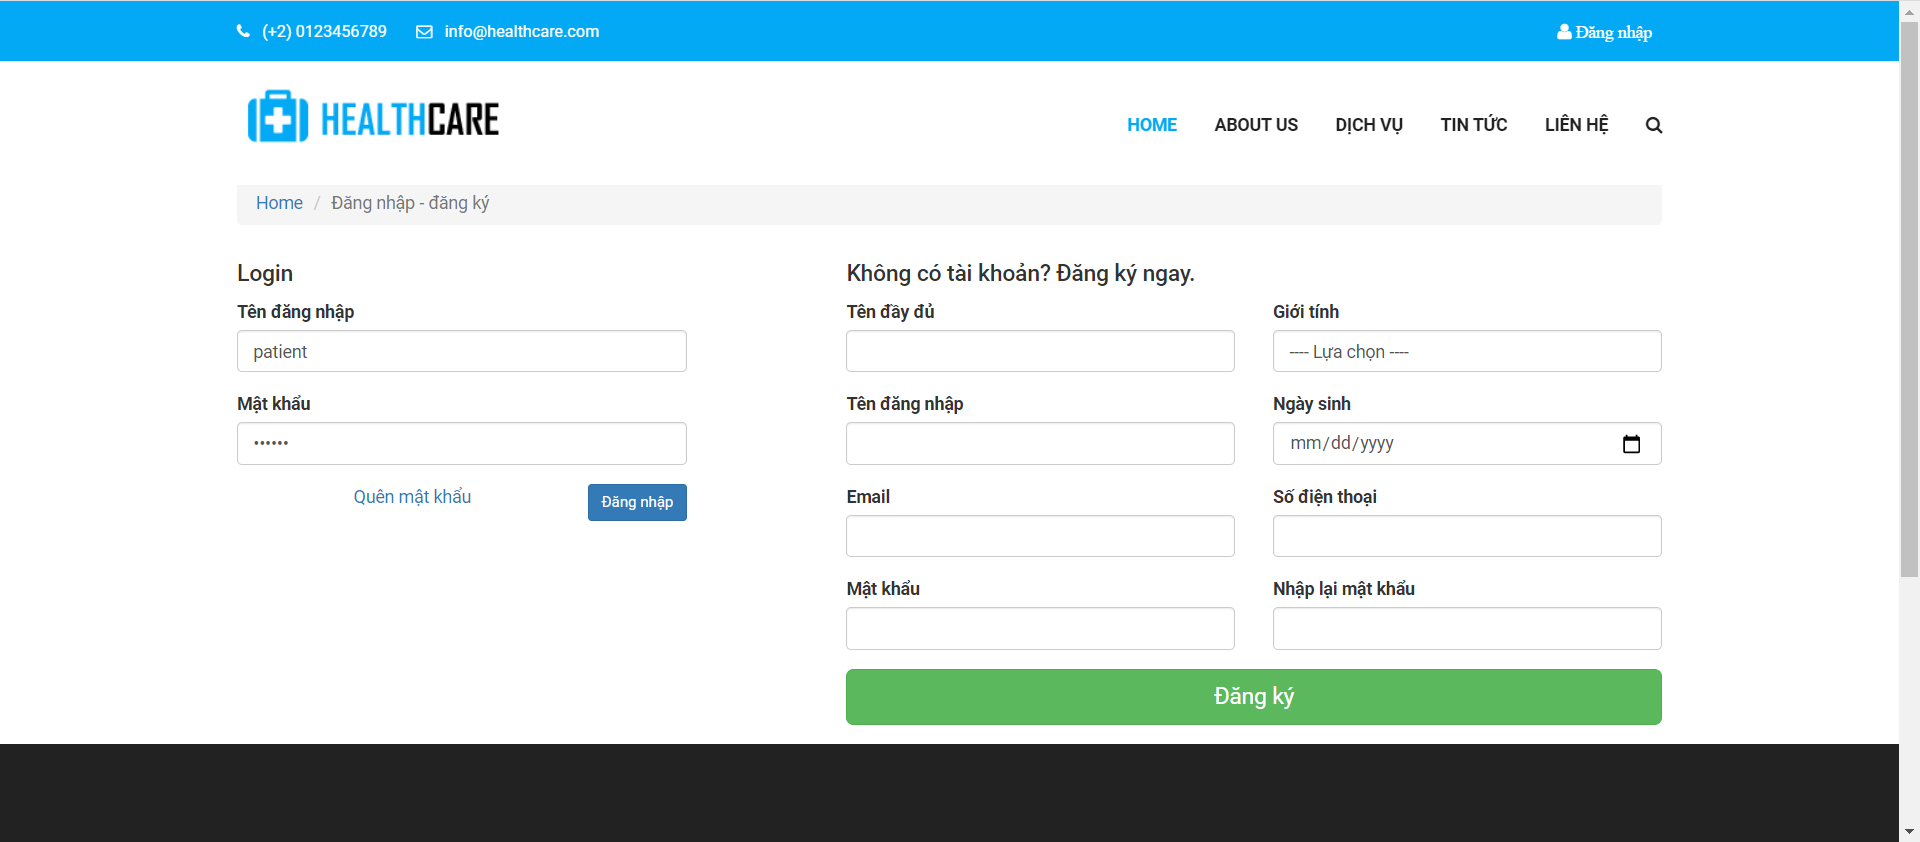 (+2) 0123456789 info@healthcare.com Đăng nhập
HEALTHCARE
HOME ABOUT US DỊCH VỤ TIN TỨC LIÊN HỆ
Home / Đăng nhập - đăng ký
Login
Tên đăng nhập
patient
Mật khẩu
••••••
Quên mật khẩu Đăng nhập
Không có tài khoản? Đăng ký ngay.
Tên đầy đủ Giới tính
---- Lựa chọn ----
Tên đăng nhập Ngày sinh
mm/dd/yyyy
Email Số điện thoại
Mật khẩu Nhập lại mật khẩu
Đăng ký